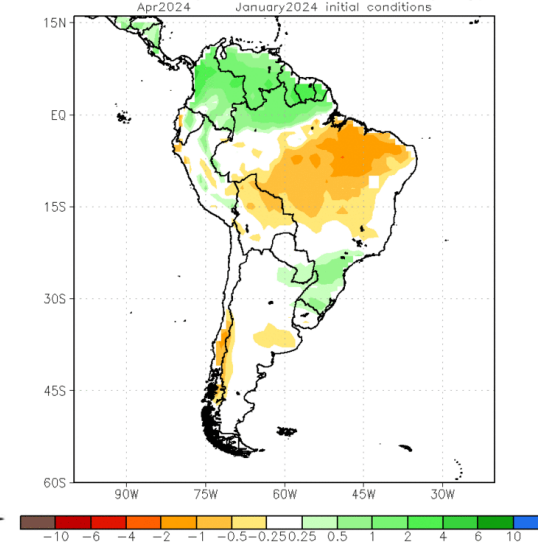 Apr2024 January2024 initial conditions
15N
EQ
15S
30S
45S
60S
90W 75W 60W 45W 30W
-10 -6 -4 -2 -1 -0.5 -0.25 0.25 0.5 1 2 4 6 10